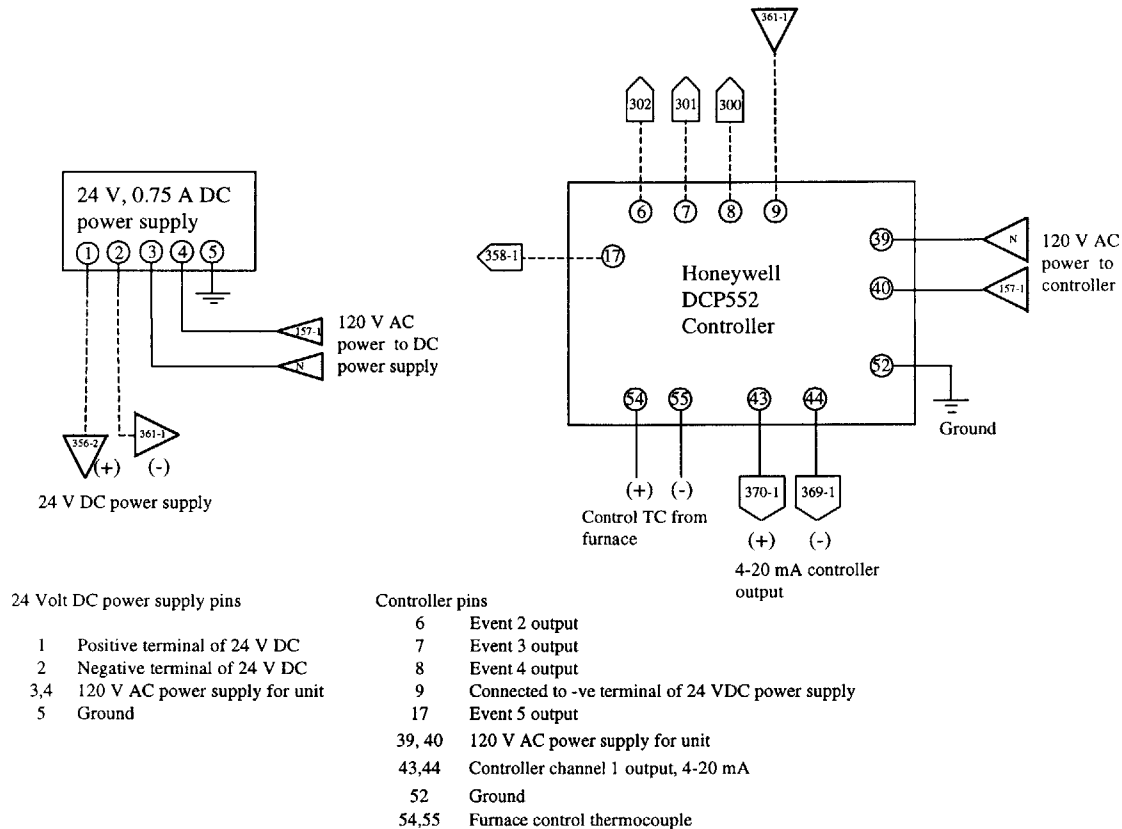 361-1
302 301 300
24 V, 0.75 A DC
power supply
1 2 3 4 5
6 7 8 9
358-1
17
39
N
120 V AC
power to
controller
40
157-1
Honeywell
DCP552
Controller
157-1
120 V AC
power to DC
power supply
N
52
Ground
54 55 43 44
356-2
(+)
361-1
(-)
24 V DC power supply
(+) (-)
Control TC from
furnace
370-1 369-1
(+) (-)
4-20 mA controller
output
24 Volt DC power supply pins
1 Positive terminal of 24 V DC
2 Negative terminal of 24 V DC
3,4 120 V AC power supply for unit
5 Ground
Controller pins
6 Event 2 output
7 Event 3 output
8 Event 4 output
9 Connected to -ve terminal of 24 VDC power supply
17 Event 5 output
39, 40 120 V AC power supply for unit
43,44 Controller channel 1 output, 4-20 mA
52 Ground
54,55 Furnace control thermocouple